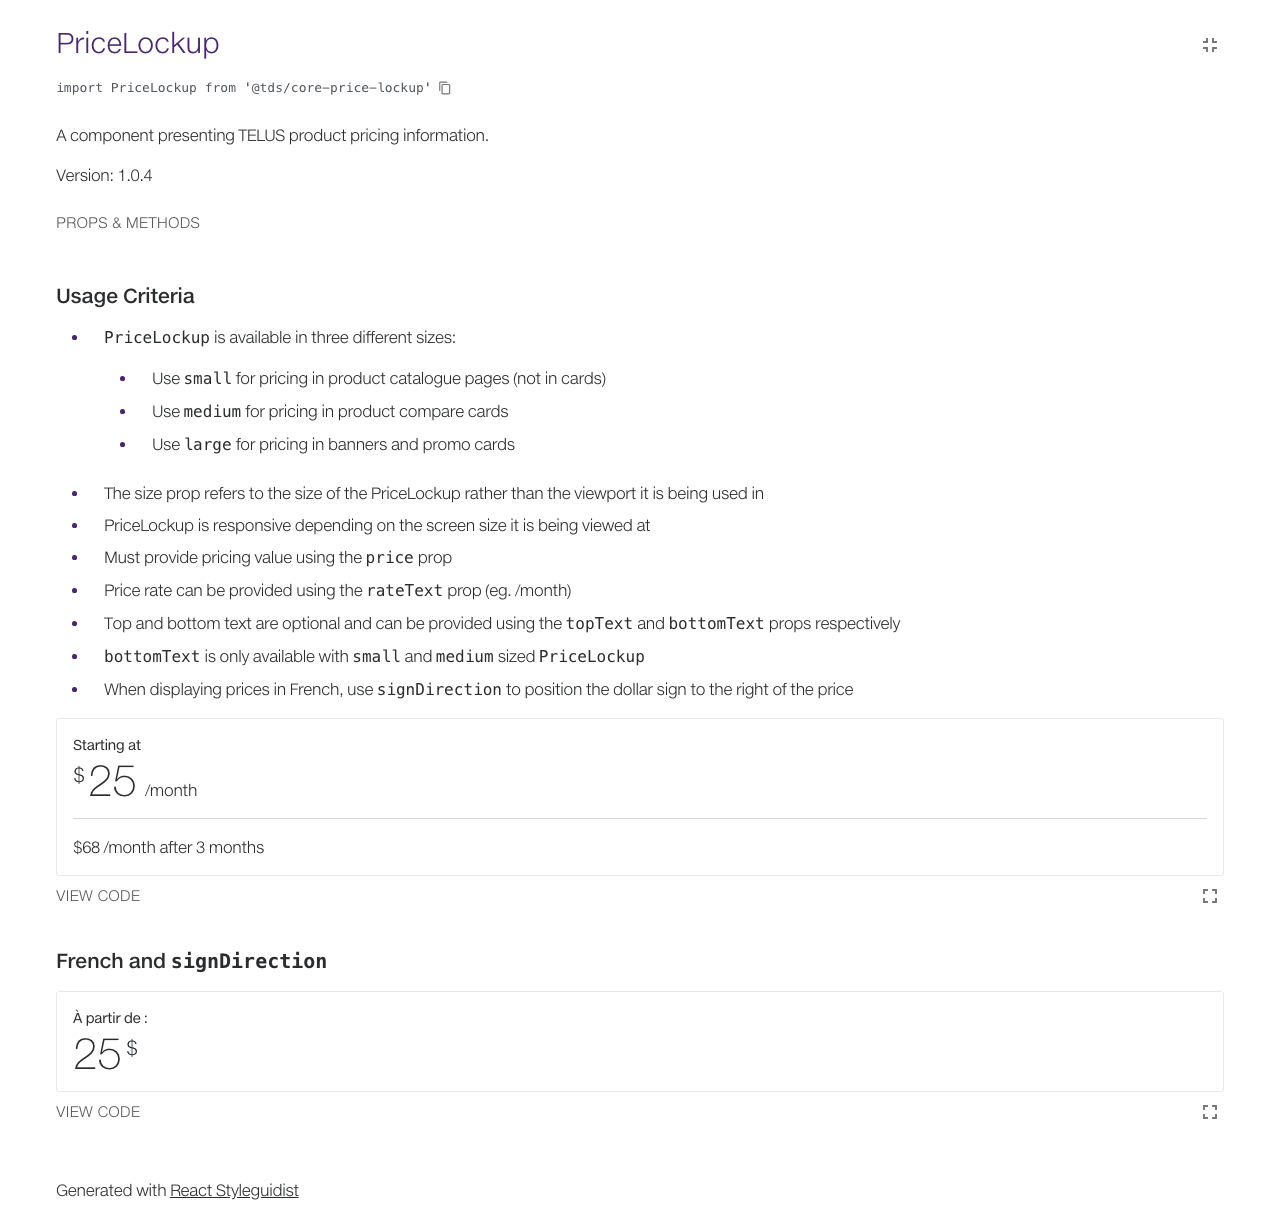 PriceLockup
import PriceLockup from '@tds/core-price-lockup'
A component presenting TELUS product pricing information.
Version: 1.0.4
PROPS & METHODS
Usage Criteria
PriceLockup is available in three different sizes:
Use small for pricing in product catalogue pages (not in cards)
Use medium for pricing in product compare cards
Use large for pricing in banners and promo cards
The size prop refers to the size of the PriceLockup rather than the viewport it is being used in
PriceLockup is responsive depending on the screen size it is being viewed at
Must provide pricing value using the price prop
Price rate can be provided using the rateText prop (eg. /month)
Top and bottom text are optional and can be provided using the topText and bottomText props respectively
bottomText is only available with small and medium sized PriceLockup
When displaying prices in French, use signDirection to position the dollar sign to the right of the price
Starting at
$25 /month
$68 /month after 3 months
VIEW CODE
French and signDirection
À partir de :
25 $
VIEW CODE
Generated with React Styleguidist